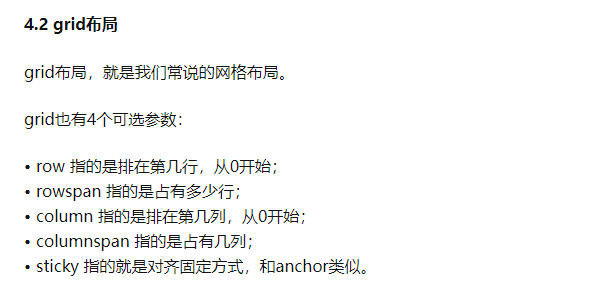 4.2 grid布局
grid布局，就是我们常说的网格布局。
grid也有4个可选参数：
• row 指的是排在第几行，从0开始；
• rowspan 指的是占有多少行；
• column 指的是排在第几列，从0开始；
• columnspan 指的是占有几列；
• sticky 指的就是对齐固定方式，和anchor类似。